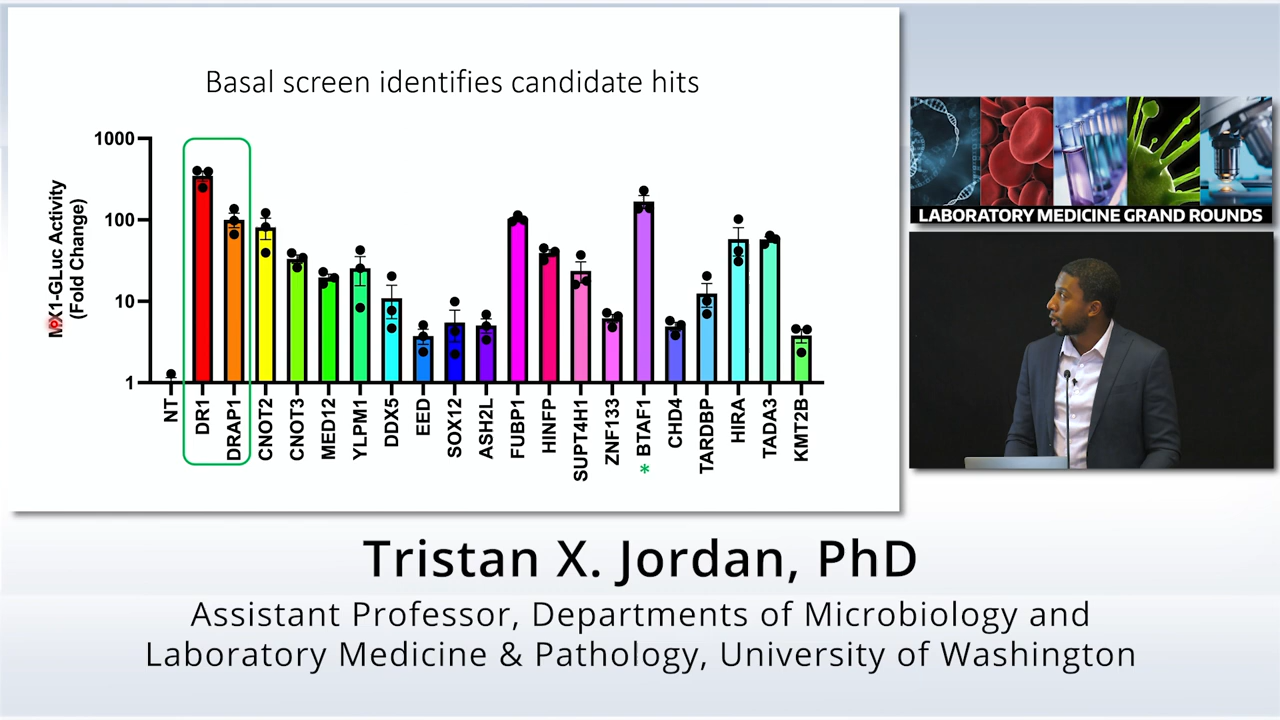 Basal screen identifies candidate hits
1000
100
10
1
MX1-GLuc Activity
(Fold Change)
NT
DR1
DRAP1
CNOT2
CNOT3
MED12
YLPM1
DDX5
EED
SOX12
ASH2L
FUBP1
HINFP
SUPT4H1
ZNF133
* BTAF1
CHD4
TARDBP
HIRA
TADA3
KMT2B
LABORATORY MEDICINE GRAND ROUNDS
Tristan X. Jordan, PhD
Assistant Professor, Departments of Microbiology and
Laboratory Medicine & Pathology, University of Washington